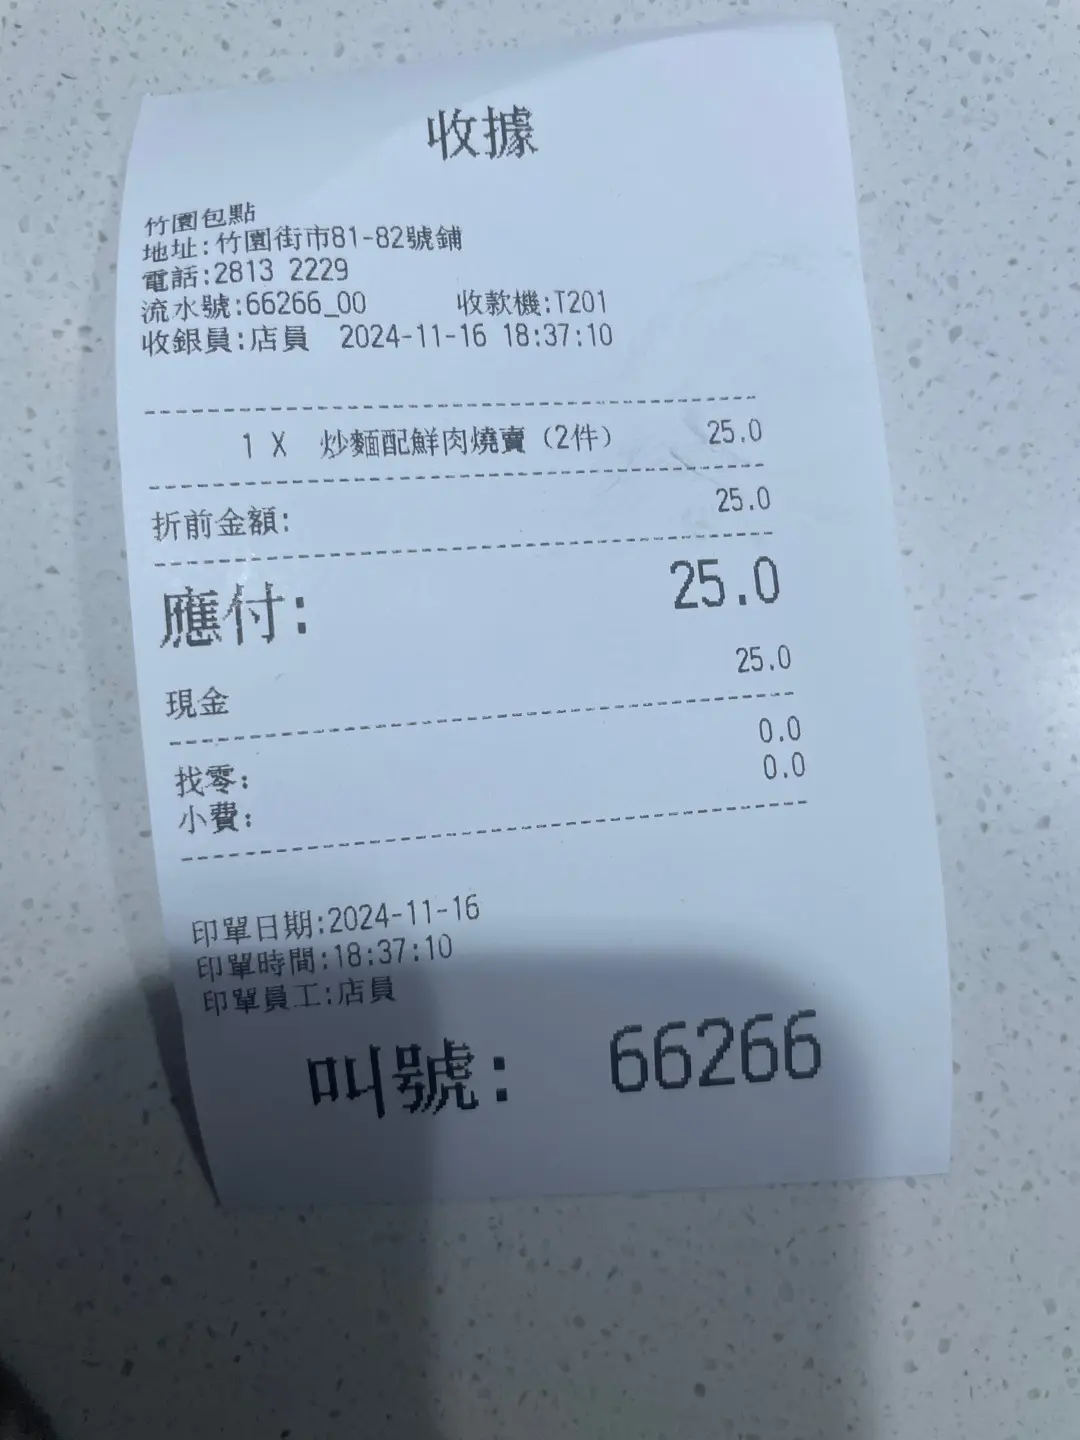 收據
竹園包點
地址:竹園街市81-82號鋪
電話:2813 2229
流水號:66266_00 收款機:T201
收銀員:店員 2024-11-16 18:37:10
1 X 炒麵配鮮肉燒賣（2件） 25.0
折前金額: 25.0
應付: 25.0
現金 25.0
找零: 0.0
小費: 0.0
印單日期:2024-11-16
印單時間:18:37:10
印單員工:店員
叫號: 66266